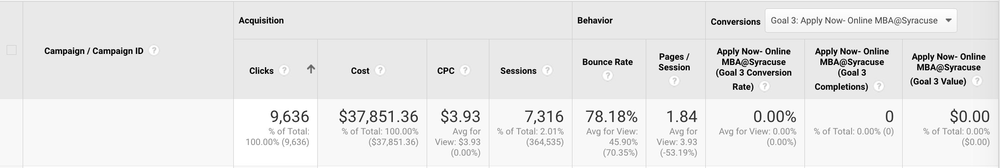 Acquisition
Behavior
Conversions
Goal 3: Apply Now- Online MBA@Syracuse
Campaign / Campaign ID ?
Clicks ?
Cost ?
CPC ?
Sessions ?
Bounce Rate
?
Pages /
Session
?
Apply Now- Online
MBA@Syracuse
(Goal 3 Conversion
Rate) ?
Apply Now- Online
MBA@Syracuse
(Goal 3
Completions) ?
Apply Now- Online
MBA@Syracuse
(Goal 3 Value) ?
9,636
% of Total:
100.00% (9,636)
$37,851.36
% of Total: 100.00%
($37,851.36)
$3.93
Avg for
View: $3.93
(0.00%)
7,316
% of Total: 2.01%
(364,535)
78.18%
Avg for View:
45.90%
(70.35%)
1.84
Avg for
View: 3.93
(-53.19%)
0.00%
Avg for View: 0.00%
(0.00%)
0
% of Total: 0.00% (0)
$0.00
% of Total: 0.00%
($0.00)